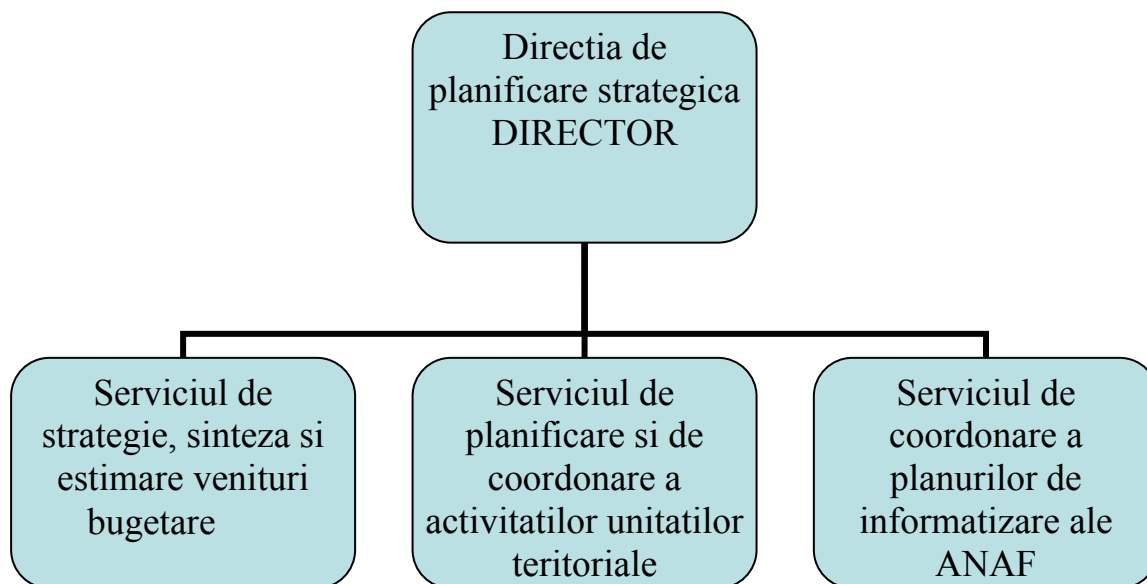 Directia de
planificare strategica
DIRECTOR
Serviciul de
strategie, sinteza si
estimare venituri
bugetare
Serviciul de
planificare si de
coordonare a
activitatilor unitatilor
teritoriale
Serviciul de
coordonare a
planurilor de
informatizare ale
ANAF